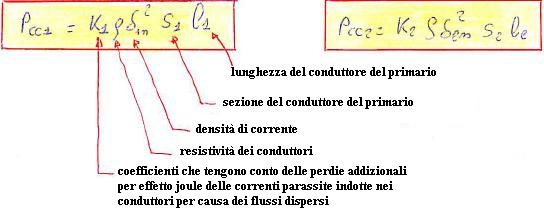 Pcc1 = K1 ρ δ1n² S1 l1
Pcc2 = K2 ρ δ2n² S2 l2
lunghezza del conduttore del primario
sezione del conduttore del primario
densità di corrente
resistività dei conduttori
coefficienti che tengono conto delle perdie addizionali
per effetto joule delle correnti parassite indotte nei
conduttori per causa dei flussi dispersi